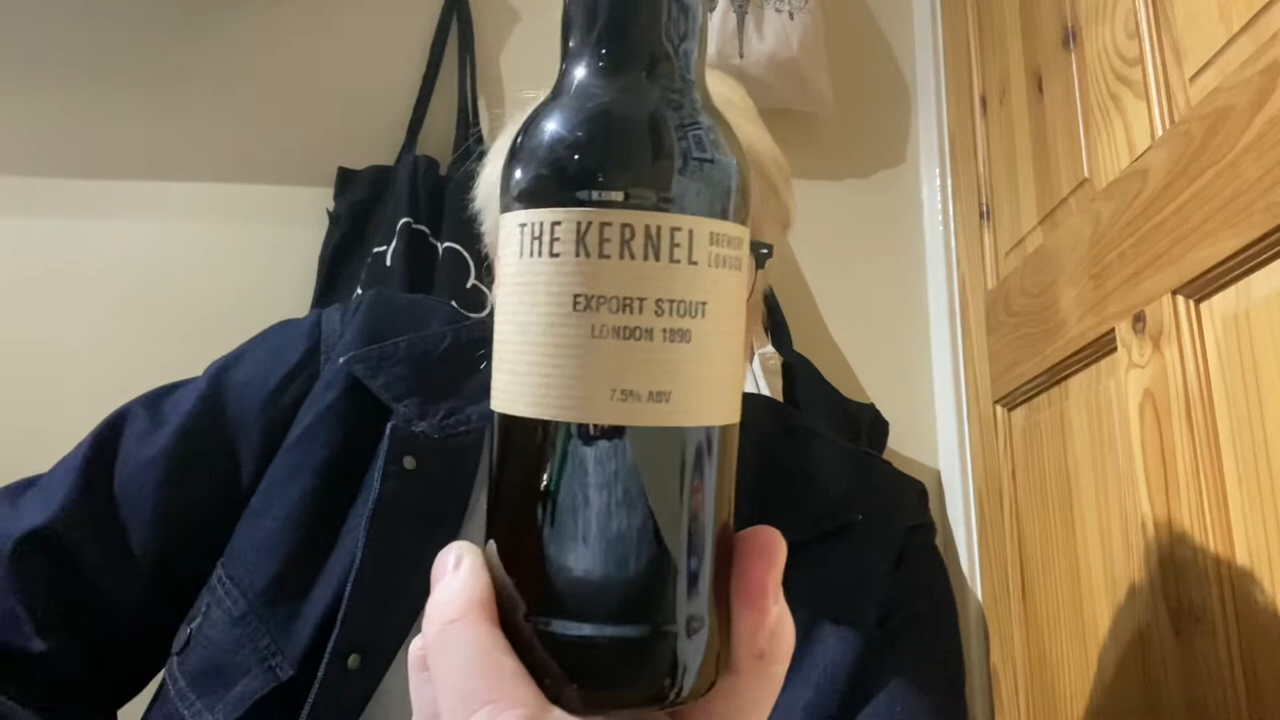 THE KERNEL BREWERY
LONDON
EXPORT STOUT
LONDON 1890
7.5% ABV